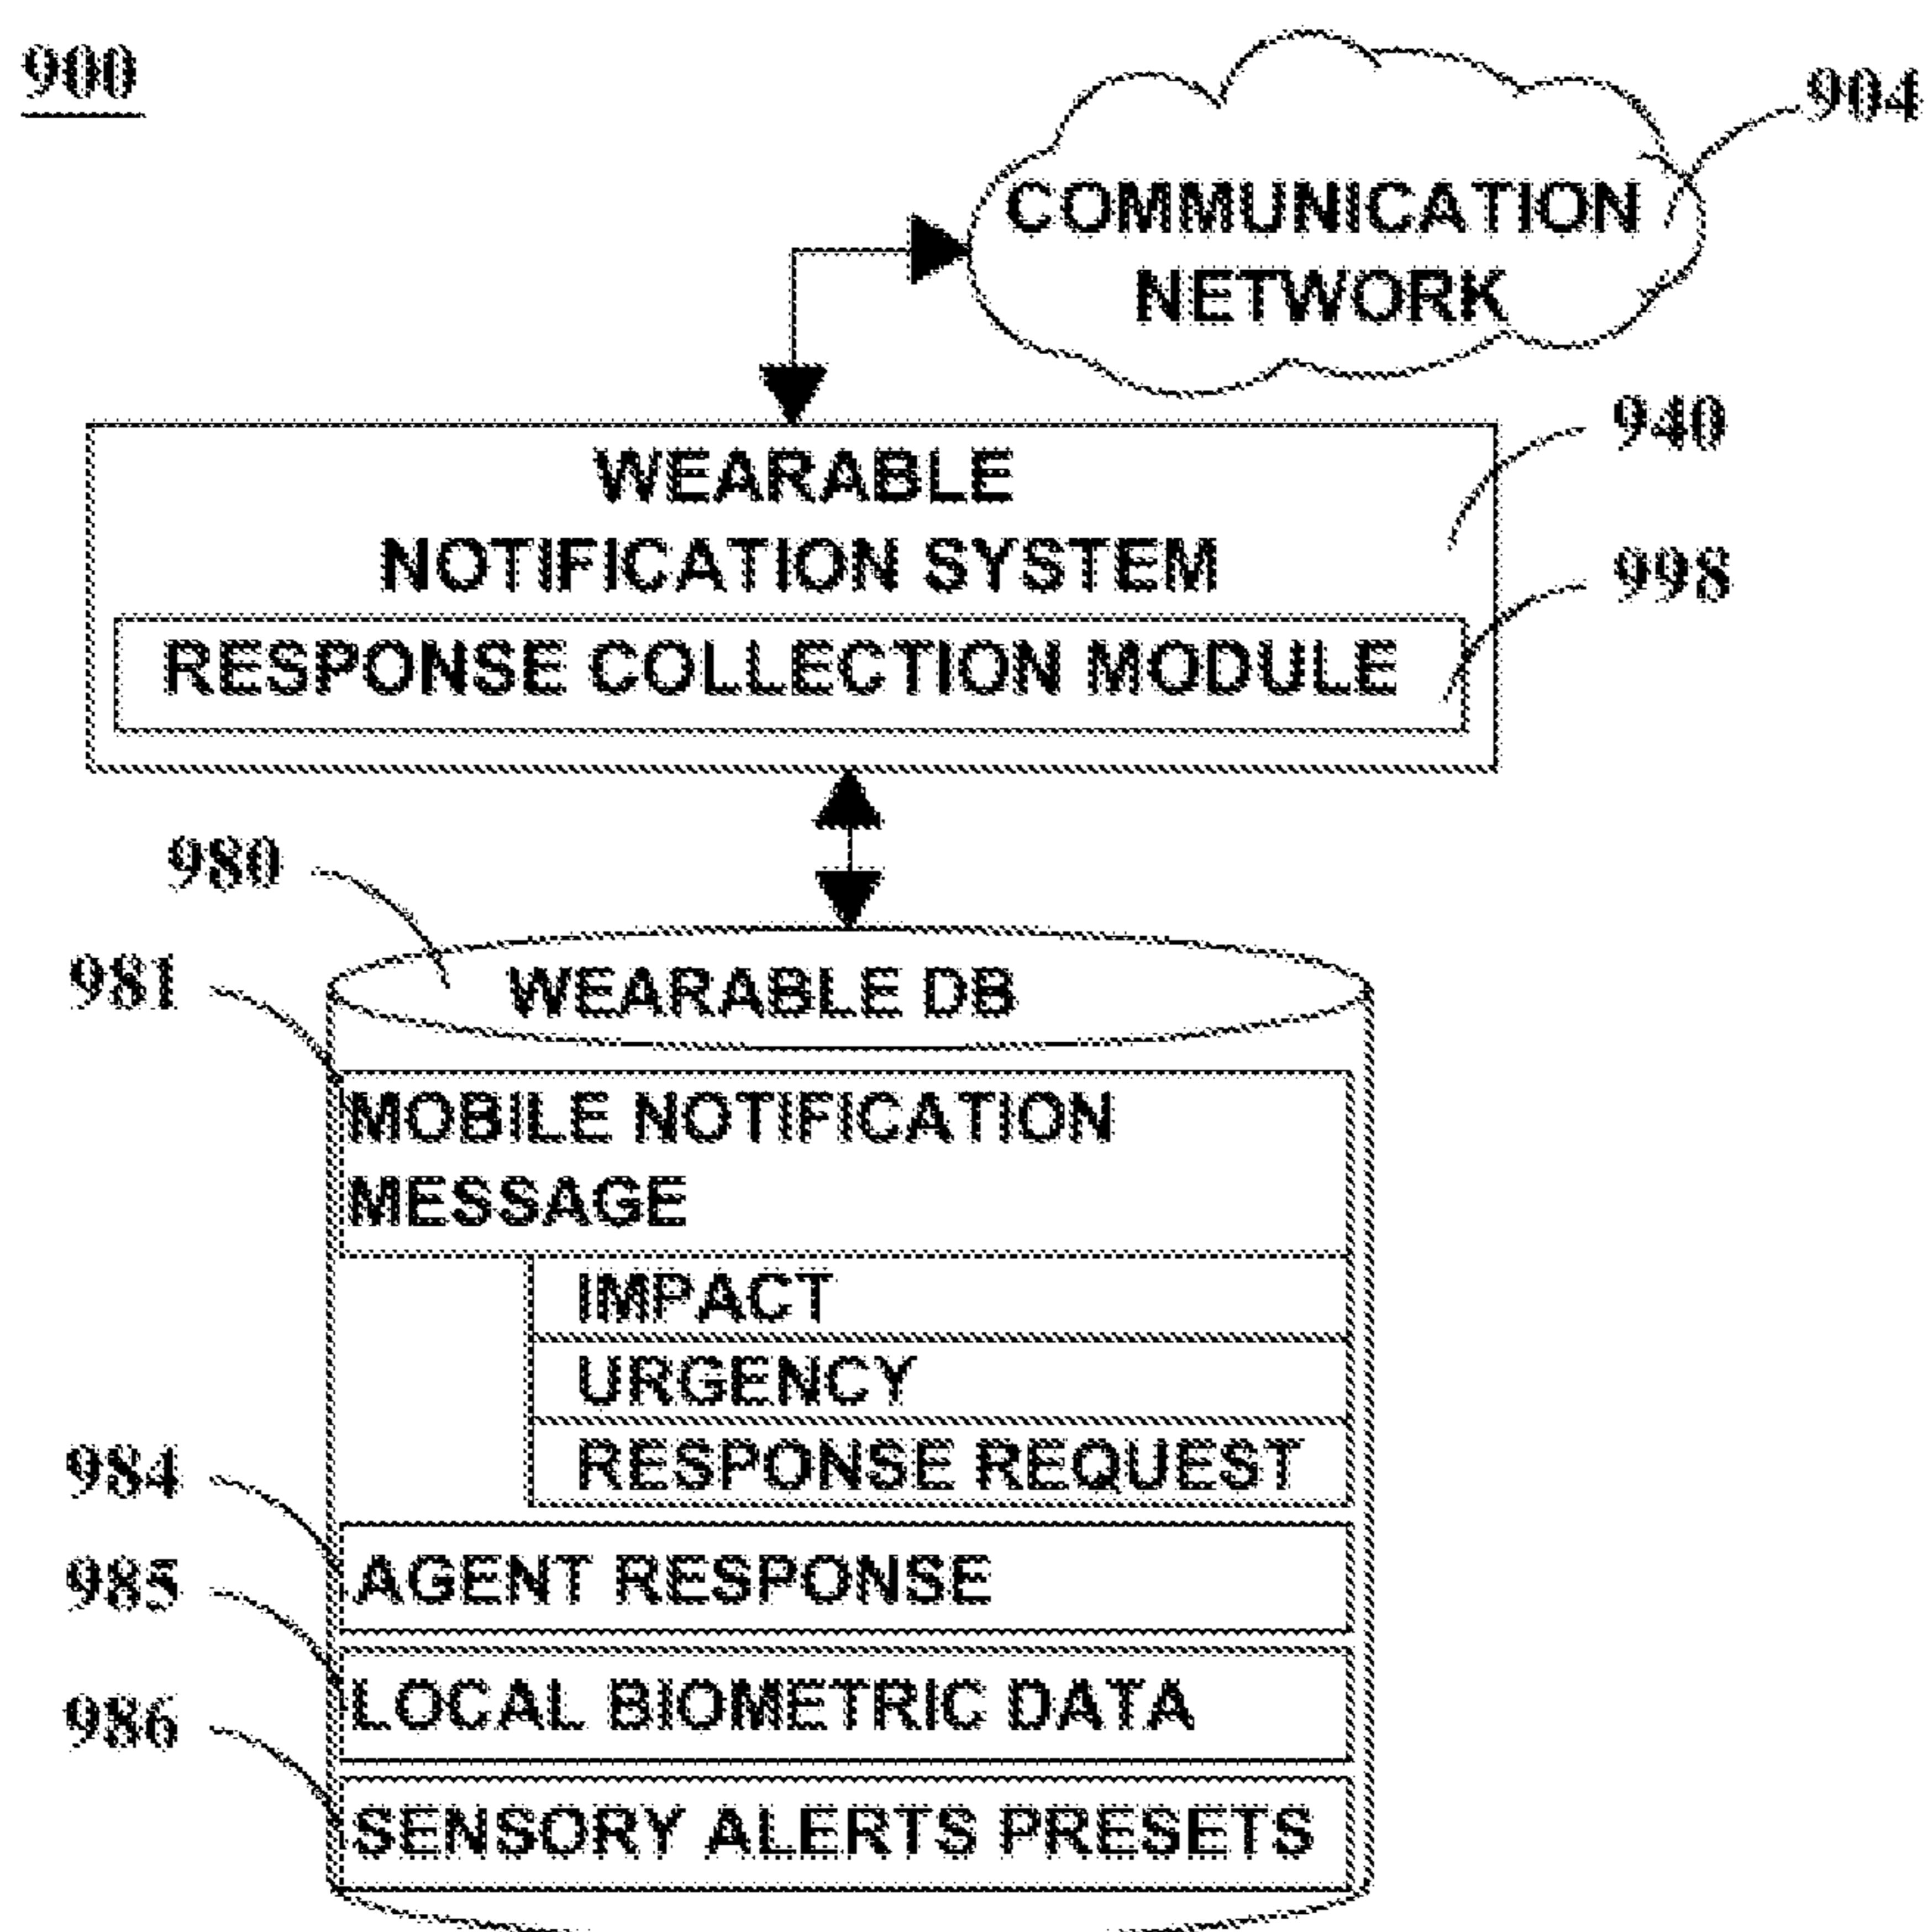 900
904
COMMUNICATION
NETWORK
940
WEARABLE
NOTIFICATION SYSTEM
998
RESPONSE COLLECTION MODULE
980
WEARABLE DB
981
MOBILE NOTIFICATION
MESSAGE
IMPACT
URGENCY
RESPONSE REQUEST
984
AGENT RESPONSE
985
LOCAL BIOMETRIC DATA
986
SENSORY ALERTS PRESETS